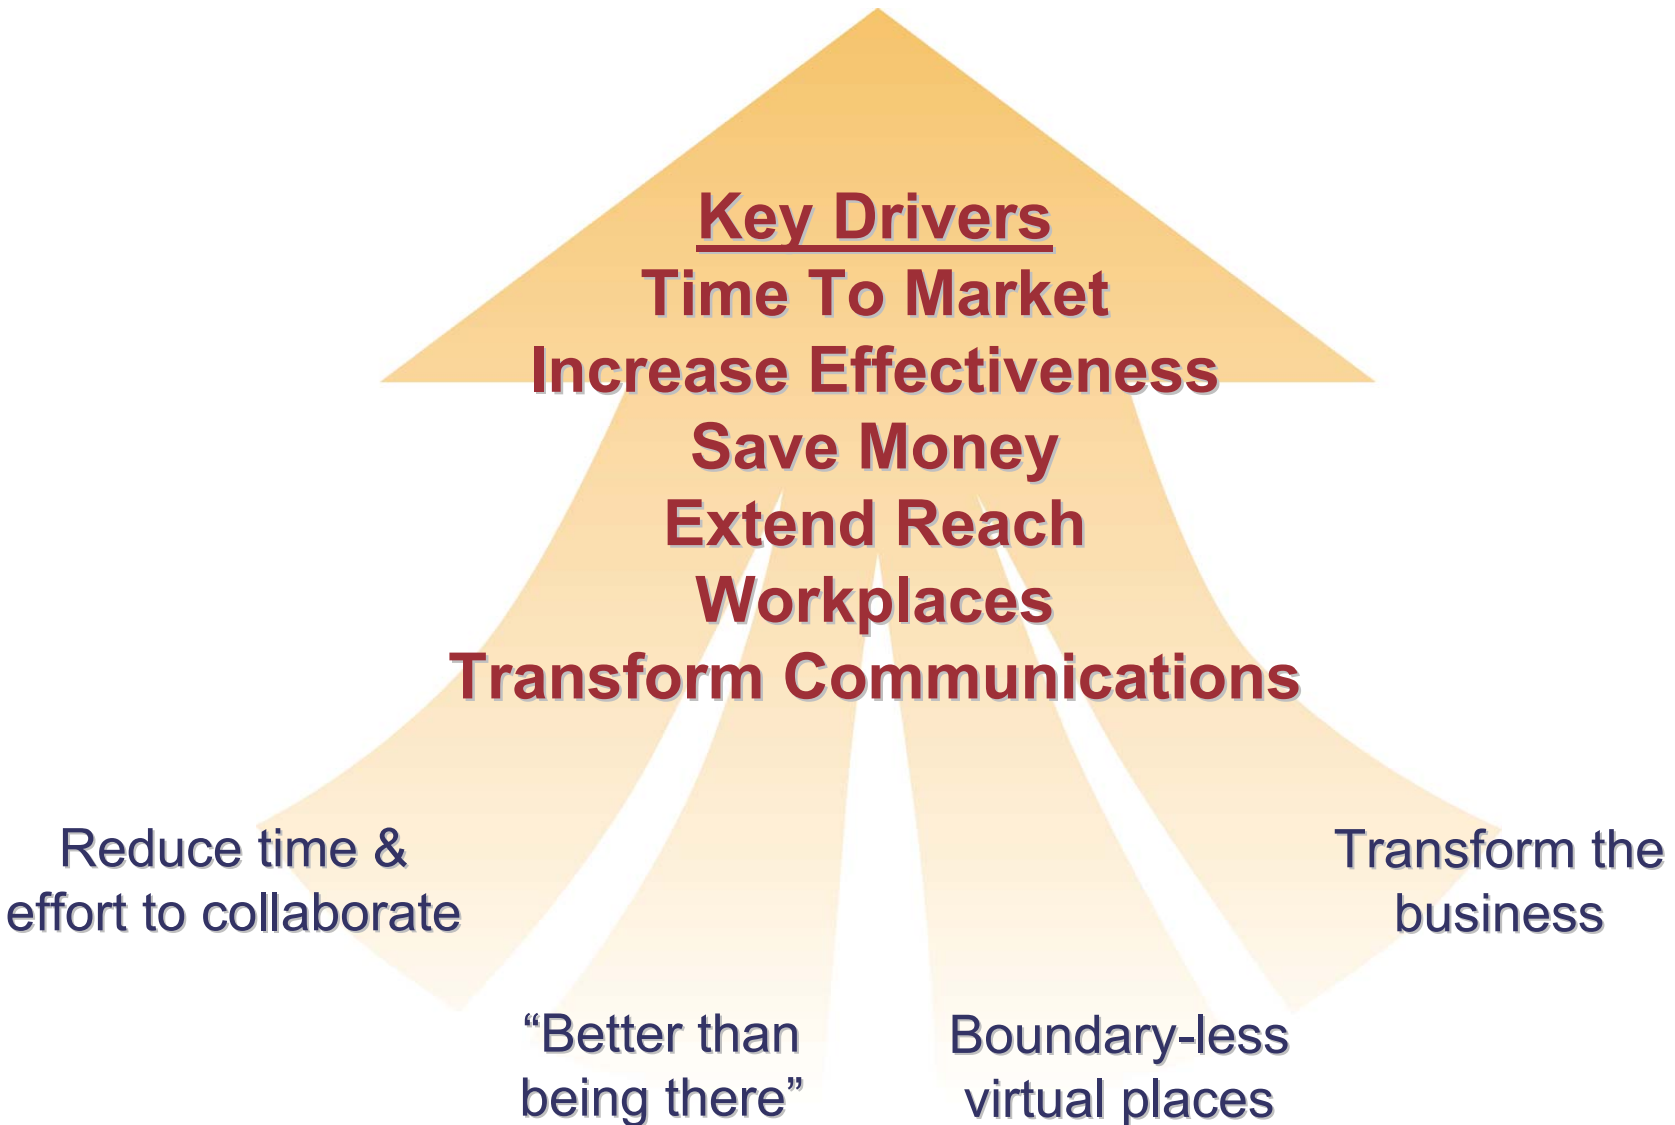 Key Drivers
Time To Market
Increase Effectiveness
Save Money
Extend Reach
Workplaces
Transform Communications
Reduce time &
effort to collaborate
“Better than
being there”
Boundary-less
virtual places
Transform the
business